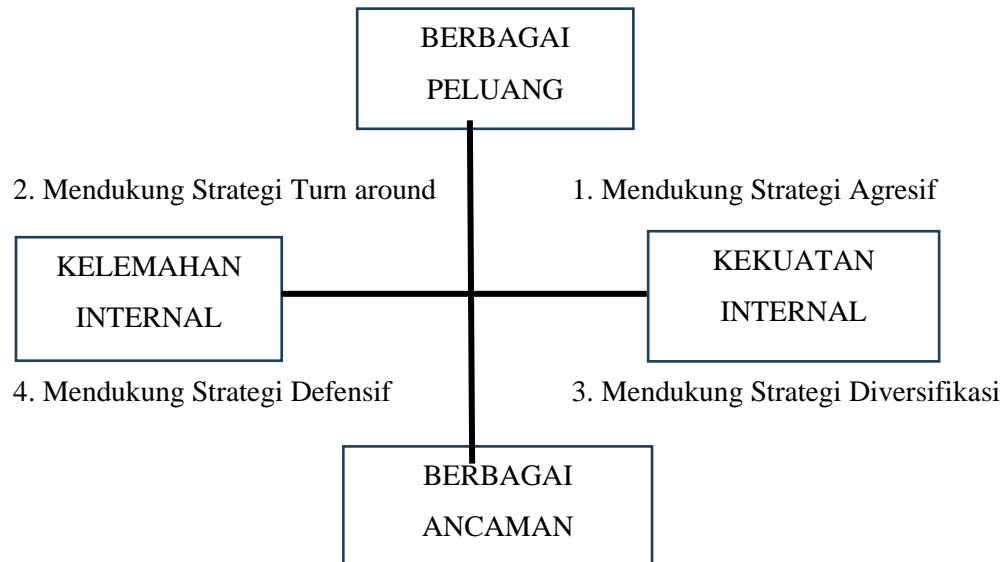 BERBAGAI
PELUANG
2. Mendukung Strategi Turn around
1. Mendukung Strategi Agresif
KELEMAHAN
INTERNAL
KEKUATAN
INTERNAL
4. Mendukung Strategi Defensif
3. Mendukung Strategi Diversifikasi
BERBAGAI
ANCAMAN